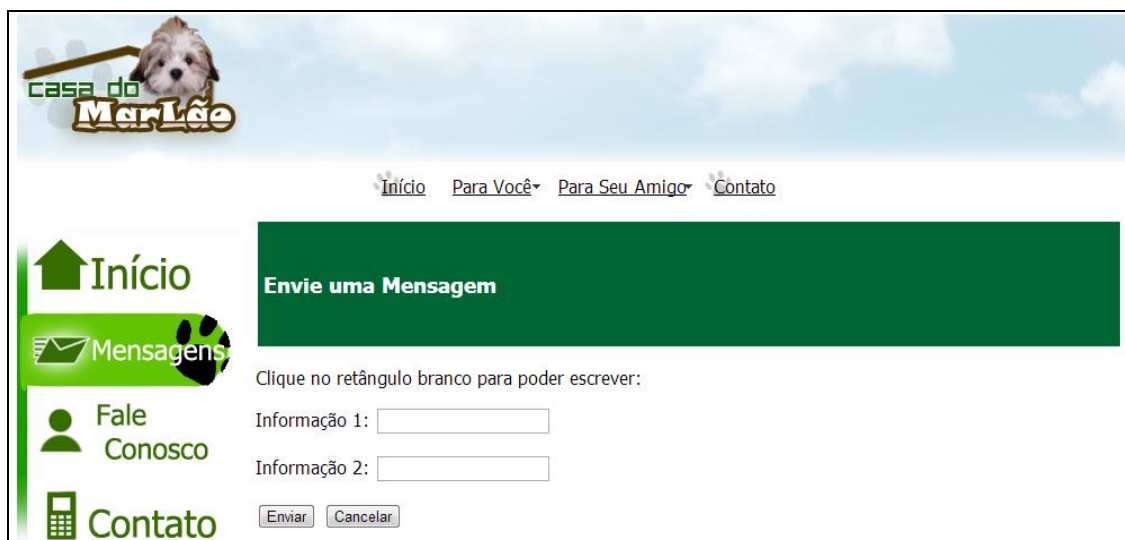 casa do
MarLão
Início Para Você Para Seu Amigo Contato
Início
Mensagens
Fale
Conosco
Contato
Envie uma Mensagem
Clique no retângulo branco para poder escrever:
Informação 1:
Informação 2:
Enviar Cancelar